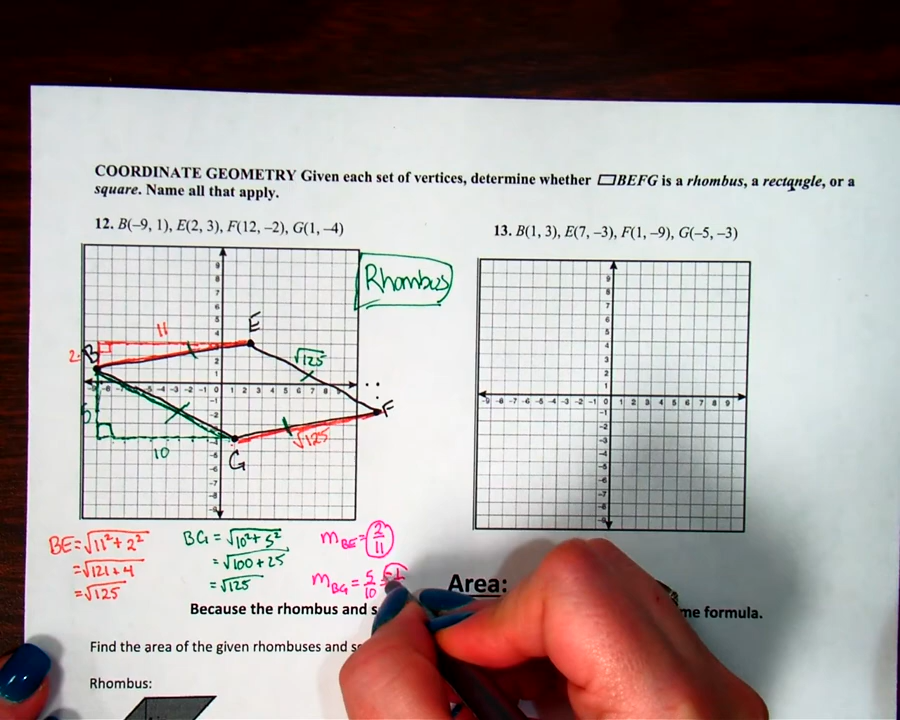 COORDINATE GEOMETRY Given each set of vertices, determine whether ▱BEFG is a rhombus, a rectangle, or a
square. Name all that apply.
12. B(−9, 1), E(2, 3), F(12, −2), G(1, −4)
13. B(1, 3), E(7, −3), F(1, −9), G(−5, −3)
Rhombus
11
E
2
B
√125
F
√125
G
10
BE = √11² + 2²
= √121 + 4
= √125
BG = √10² + 5²
= √100 + 25
= √125
m BE = 2/11
m BG = 5/10 =
Area:
Because the rhombus and
me formula.
Find the area of the given rhombuses and
Rhombus: